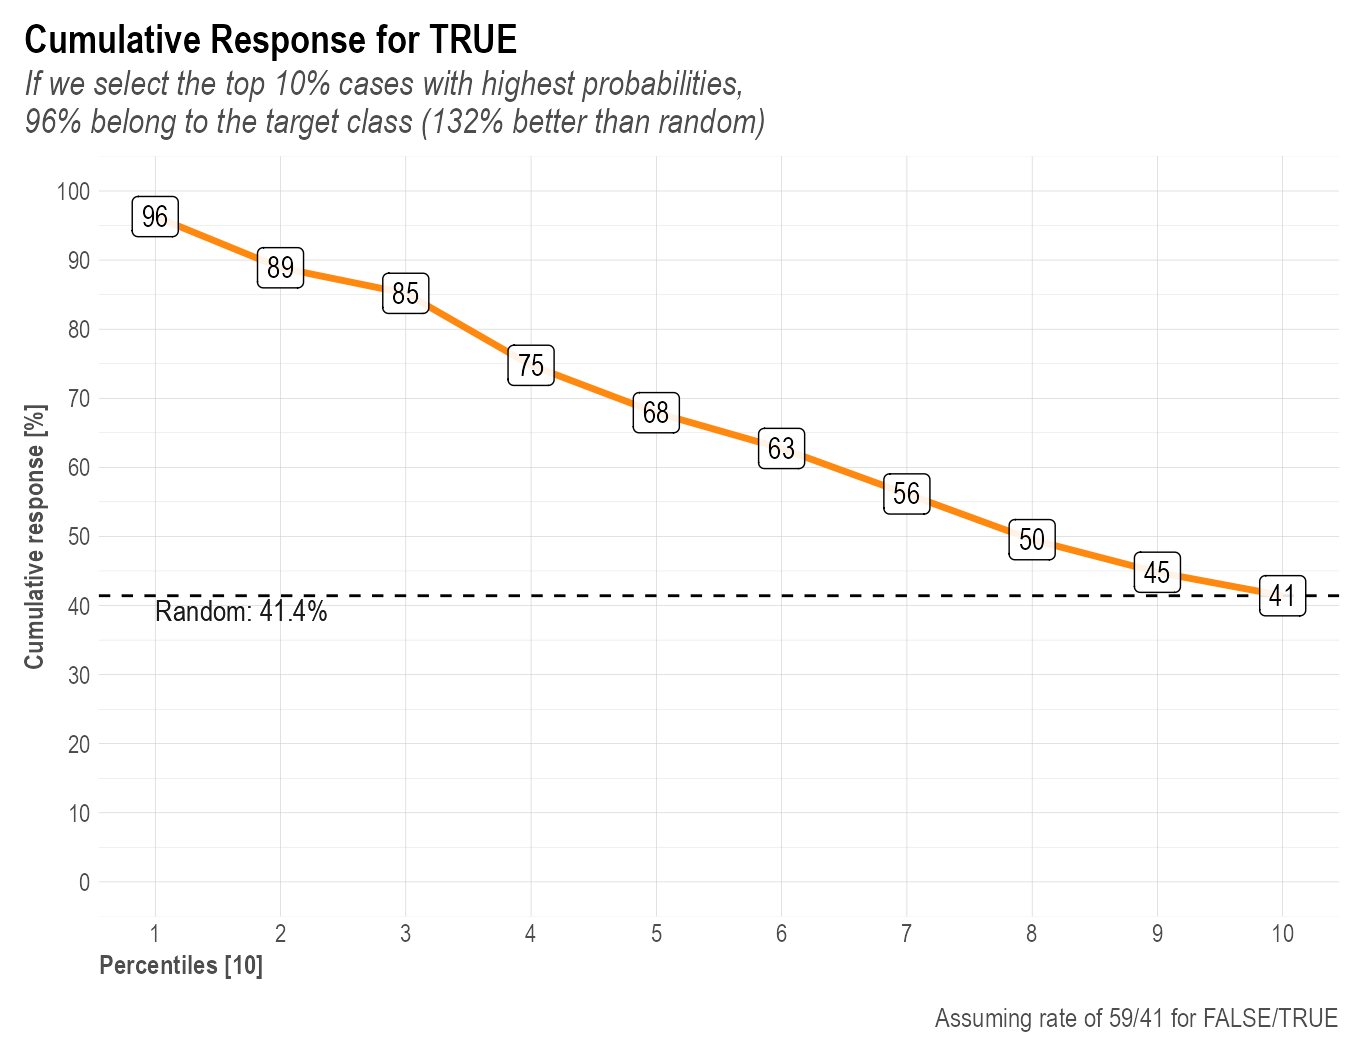 Cumulative Response for TRUE
If we select the top 10% cases with highest probabilities,
96% belong to the target class (132% better than random)
Cumulative response [%]
100
90
80
70
60
50
40
30
20
10
0
96
89
85
75
68
63
56
50
45
41
Random: 41.4%
1 2 3 4 5 6 7 8 9 10
Percentiles [10]
Assuming rate of 59/41 for FALSE/TRUE